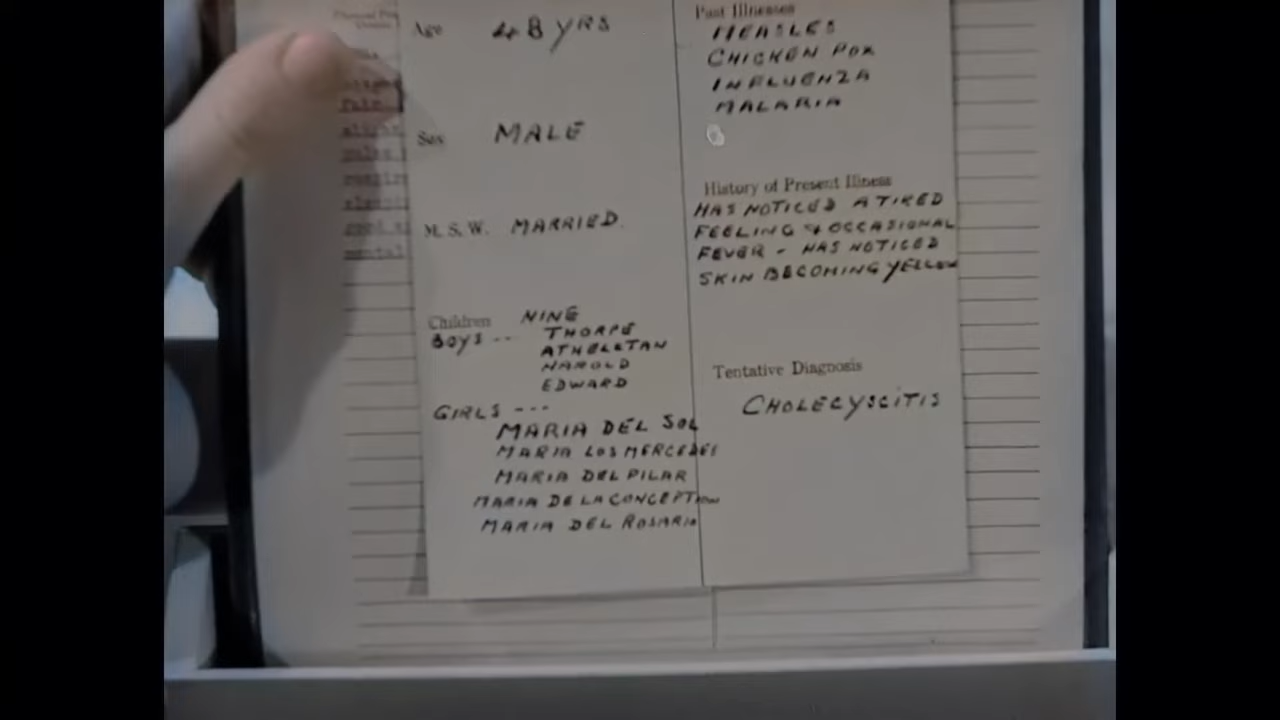 Age 48 YRS
Sex MALE
M. S. W. MARRIED.
Children NINE
BOYS --- THORPE
ATHELSTAN
HAROLD
EDWARD
GIRLS ---
MARIA DEL SOL
MARIA LOS MERCEDES
MARIA DEL PILAR
MARIA DE LA CONCEPTION
MARIA DEL ROSARIO
Past Illnesses
MEASLES
CHICKEN POX
INFLUENZA
MALARIA
History of Present Illness
HAS NOTICED A TIRED
FEELING & OCCASIONAL
FEVER - HAS NOTICED
SKIN BECOMING YELLOW
Tentative Diagnosis
CHOLECYSCITIS